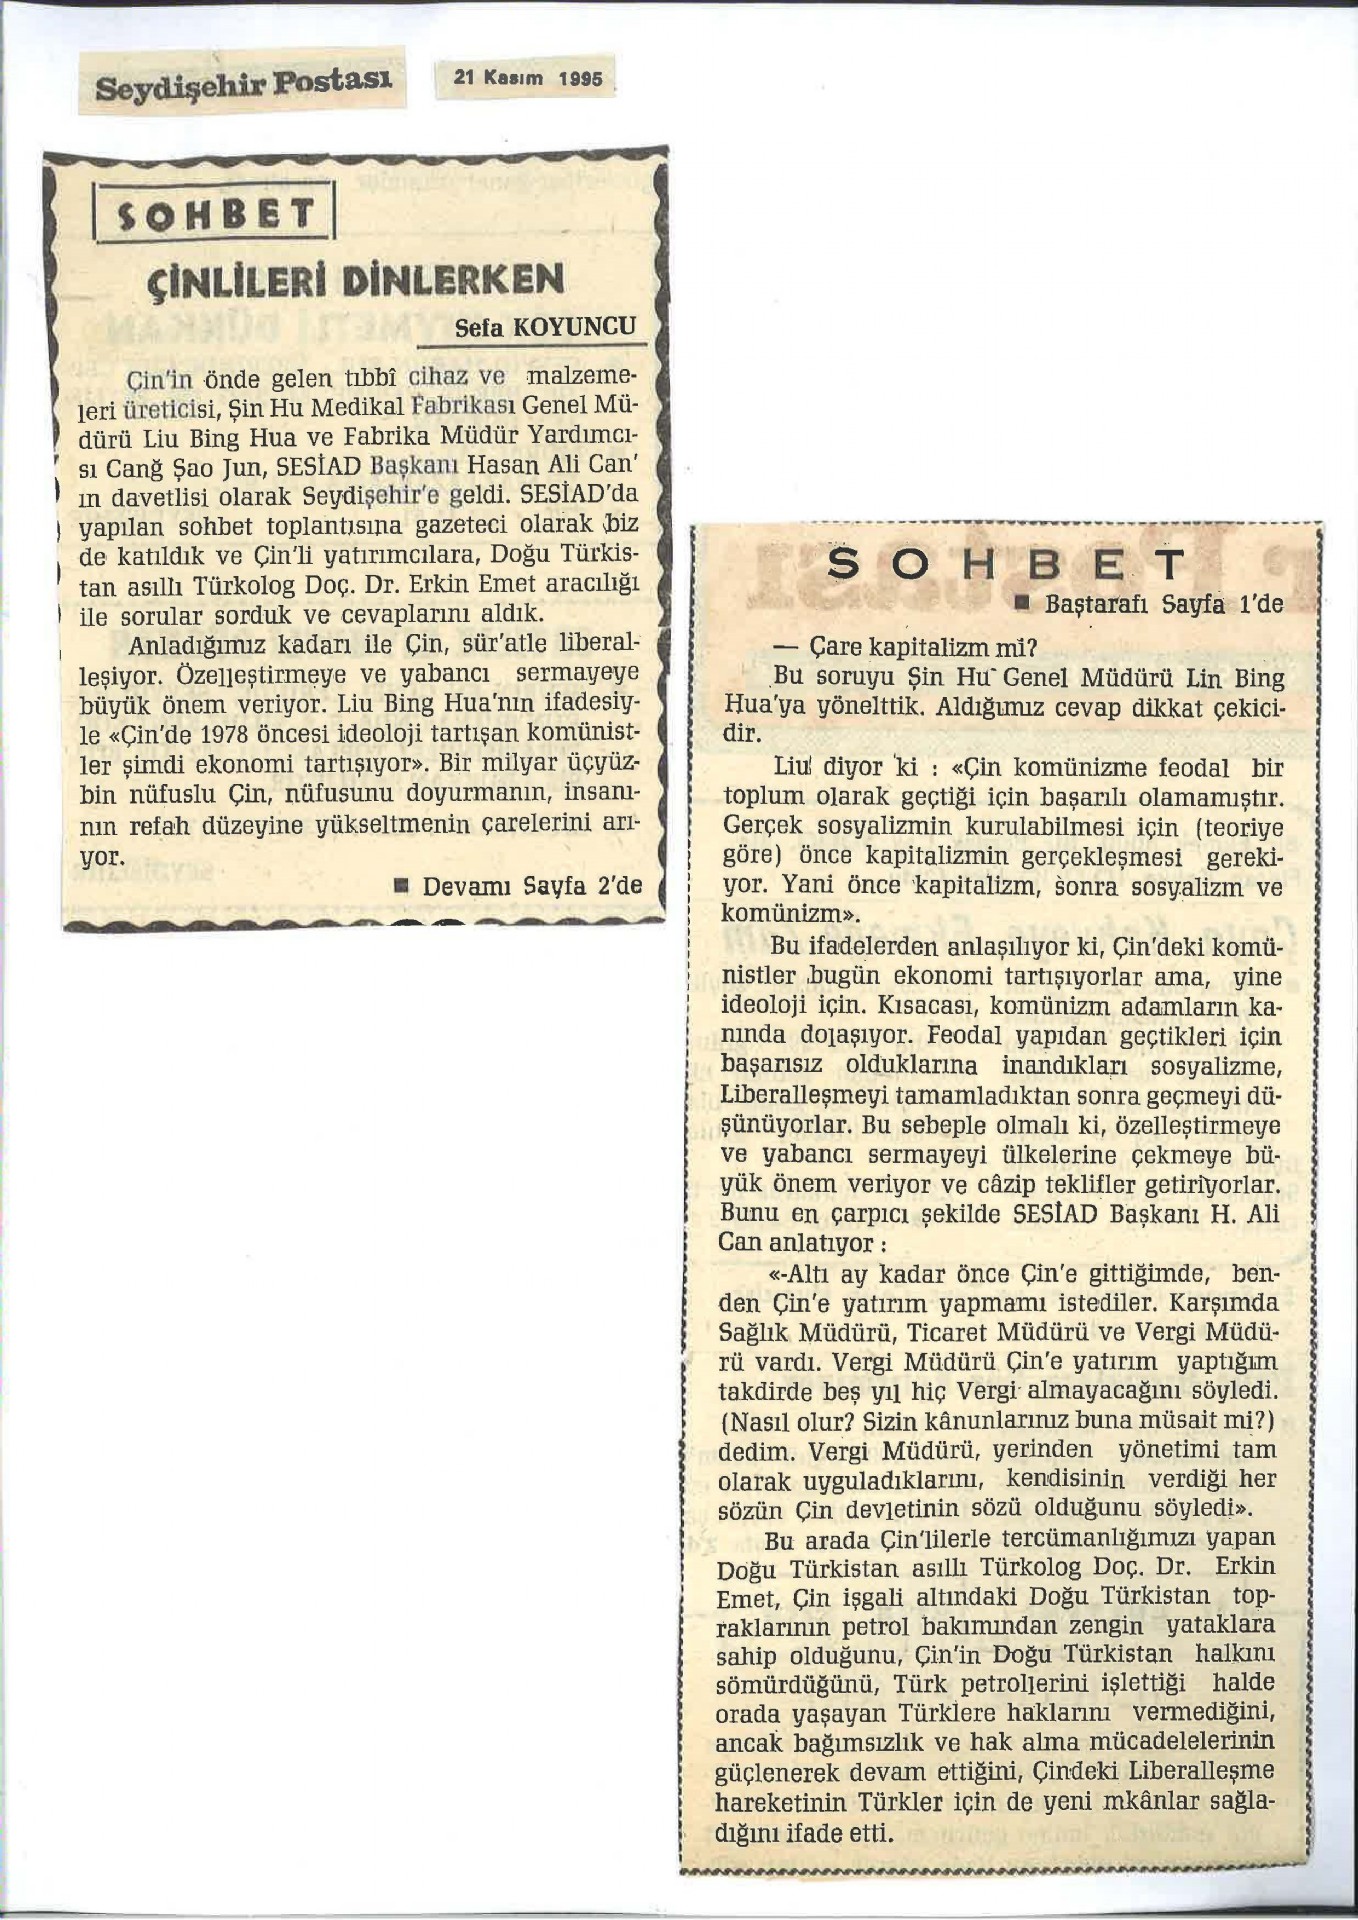 Seydişehir Postası
21 Kasım 1995
SOHBET
ÇİNLİLERİ DİNLERKEN
Sefa KOYUNCU
Çin'in önde gelen tıbbî cihaz ve malzeme-
leri üreticisi, Şin Hu Medikal Fabrikası Genel Mü-
dürü Liu Bing Hua ve Fabrika Müdür Yardımcı-
sı Canğ Şao Jun, SESİAD Başkanı Hasan Ali Can'
ın davetlisi olarak Seydişehir'e geldi. SESİAD'da
yapılan sohbet toplantısına gazeteci olarak biz
de katıldık ve Çin'li yatırımcılara, Doğu Türkis-
tan asıllı Türkolog Doç. Dr. Erkin Emet aracılığı
ile sorular sorduk ve cevaplarını aldık.
Anladığımız kadarı ile Çin, sür'atle liberal-
leşiyor. Özelleştirmeye ve yabancı sermayeye
büyük önem veriyor. Liu Bing Hua'nın ifadesiy-
le «Çin'de 1978 öncesi ideoloji tartışan komünist-
ler şimdi ekonomi tartışıyor». Bir milyar üçyüz-
bin nüfuslu Çin, nüfusunu doyurmanın, insanı-
nın refah düzeyine yükseltmenin çarelerini arı-
yor.
■ Devamı Sayfa 2'de
SOHBET
■ Baştarafı Sayfa 1'de
— Çare kapitalizm mi?
Bu soruyu Şin Hu Genel Müdürü Lin Bing
Hua'ya yönelttik. Aldığımız cevap dikkat çekici-
dir.
Liu diyor ki : «Çin komünizme feodal bir
toplum olarak geçtiği için başarılı olamamıştır.
Gerçek sosyalizmin kurulabilmesi için (teoriye
göre) önce kapitalizmin gerçekleşmesi gereki-
yor. Yani önce kapitalizm, sonra sosyalizm ve
komünizm».
Bu ifadelerden anlaşılıyor ki, Çin'deki komü-
nistler bugün ekonomi tartışıyorlar ama, yine
ideoloji için. Kısacası, komünizm adamların ka-
nında dolaşıyor. Feodal yapıdan geçtikleri için
başarısız olduklarına inandıkları sosyalizme,
Liberalleşmeyi tamamladıktan sonra geçmeyi dü-
şünüyorlar. Bu sebeple olmalı ki, özelleştirmeye
ve yabancı sermayeyi ülkelerine çekmeye bü-
yük önem veriyor ve câzip teklifler getiriyorlar.
Bunu en çarpıcı şekilde SESİAD Başkanı H. Ali
Can anlatıyor :
«-Altı ay kadar önce Çin'e gittiğimde, ben-
den Çin'e yatırım yapmamı istediler. Karşımda
Sağlık Müdürü, Ticaret Müdürü ve Vergi Müdü-
rü vardı. Vergi Müdürü Çin'e yatırım yaptığım
takdirde beş yıl hiç Vergi almayacağını söyledi.
(Nasıl olur? Sizin kânunlarınız buna müsait mi?)
dedim. Vergi Müdürü, yerinden yönetimi tam
olarak uyguladıklarını, kendisinin verdiği her
sözün Çin devletinin sözü olduğunu söyledi».
Bu arada Çin'lilerle tercümanlığımızı yapan
Doğu Türkistan asıllı Türkolog Doç. Dr. Erkin
Emet, Çin işgali altındaki Doğu Türkistan top-
raklarının petrol bakımından zengin yataklara
sahip olduğunu, Çin'in Doğu Türkistan halkını
sömürdüğünü, Türk petrollerini işlettiği halde
orada yaşayan Türklere haklarını vermediğini,
ancak bağımsızlık ve hak alma mücadelelerinin
güçlenerek devam ettiğini, Çindeki Liberalleşme
hareketinin Türkler için de yeni mkânlar sağla-
dığını ifade etti.